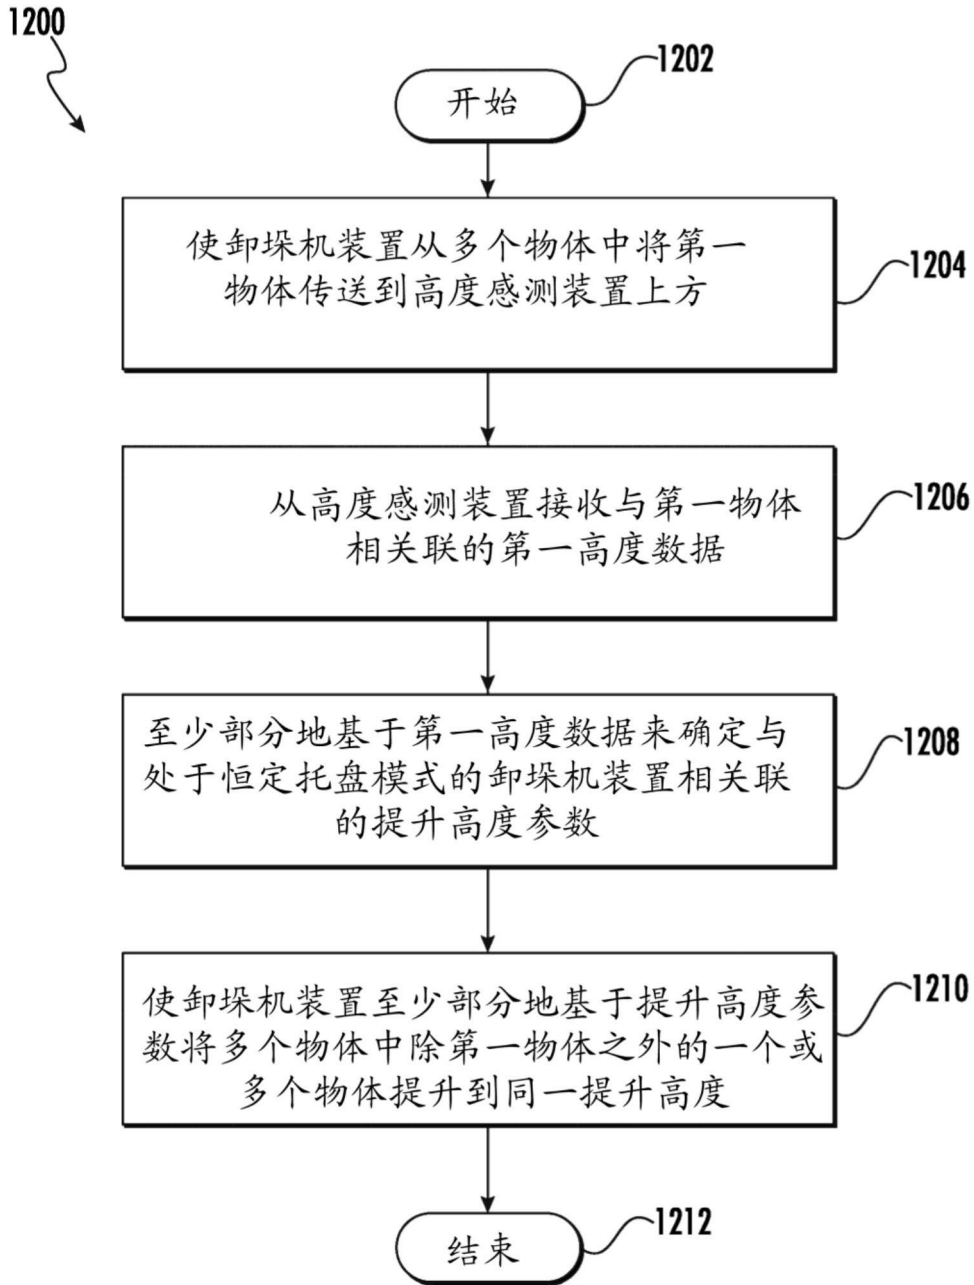 1200
1202
开始
使卸垛机装置从多个物体中将第一
物体传送到高度感测装置上方
1204
从高度感测装置接收与第一物体
相关联的第一高度数据
1206
至少部分地基于第一高度数据来确定与
处于恒定托盘模式的卸垛机装置相关联
的提升高度参数
1208
使卸垛机装置至少部分地基于提升高度参
数将多个物体中除第一物体之外的一个或
多个物体提升到同一提升高度
1210
1212
结束